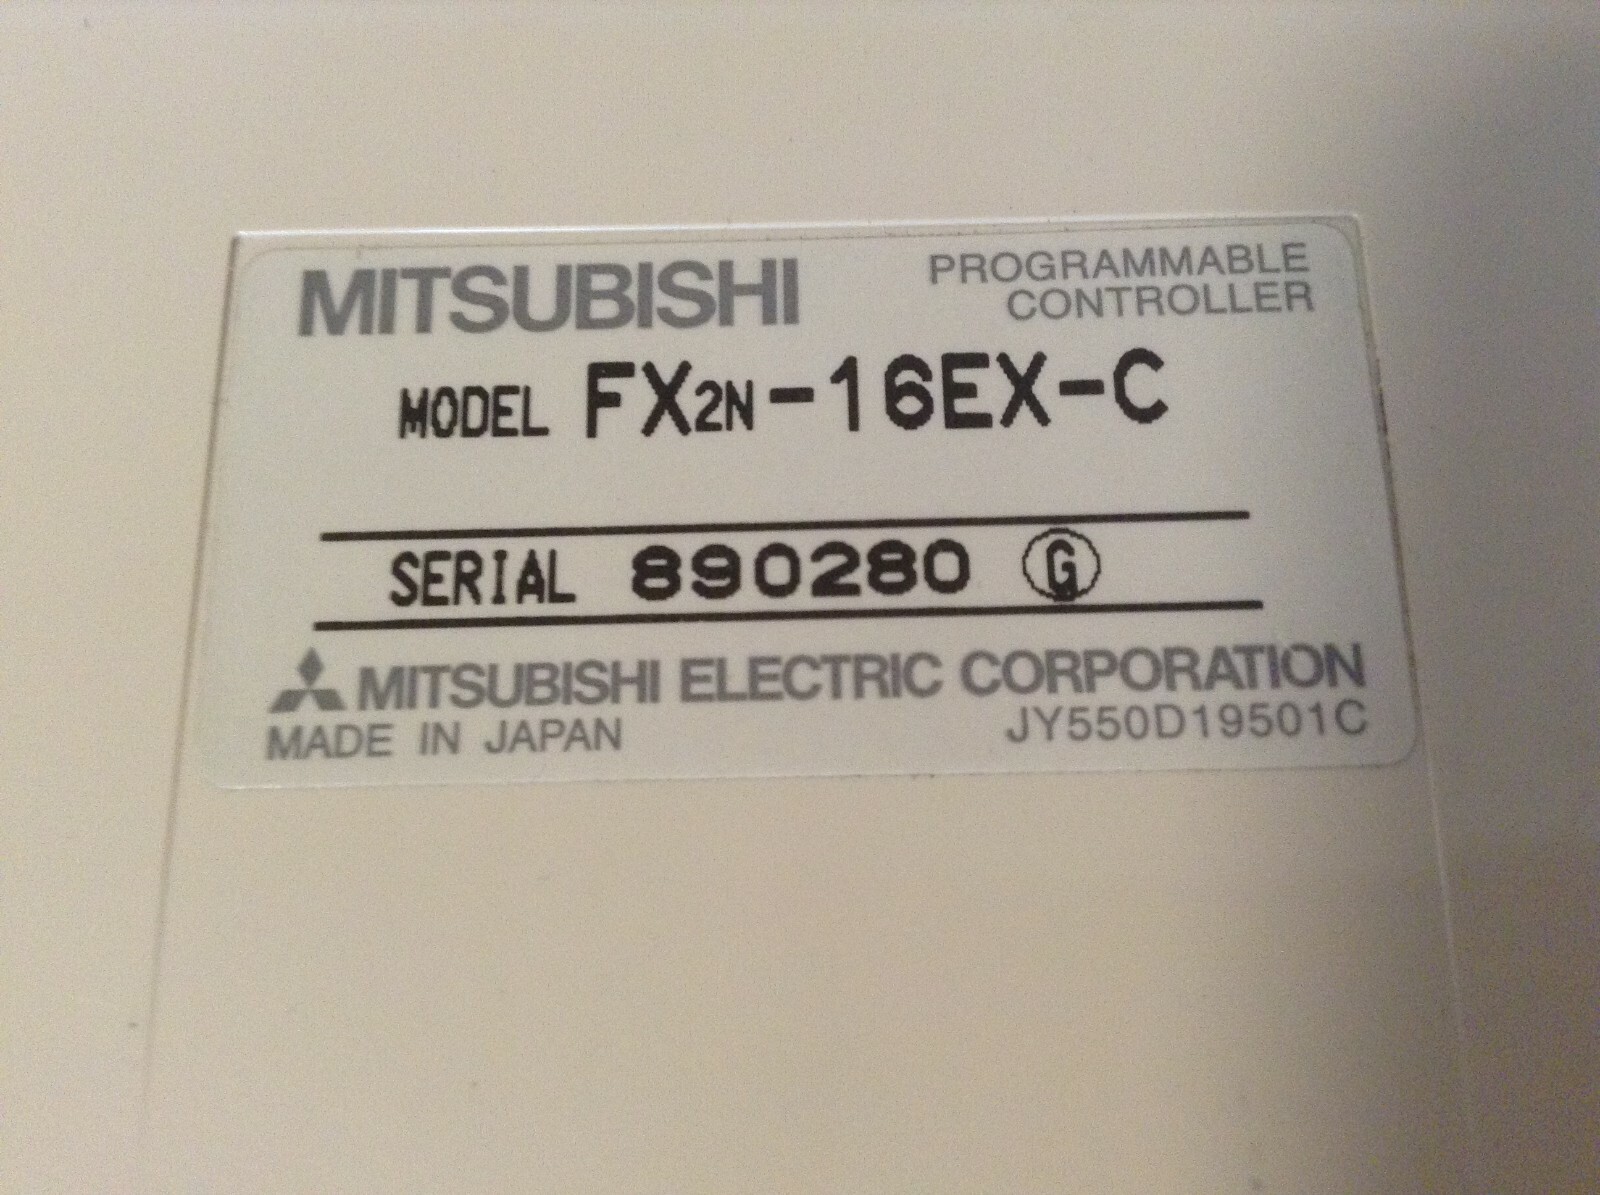 MITSUBISHI
PROGRAMMABLE
CONTROLLER
MODEL FX2N-16EX-C
SERIAL 890280 G
MITSUBISHI ELECTRIC CORPORATION
MADE IN JAPAN JY550D19501C